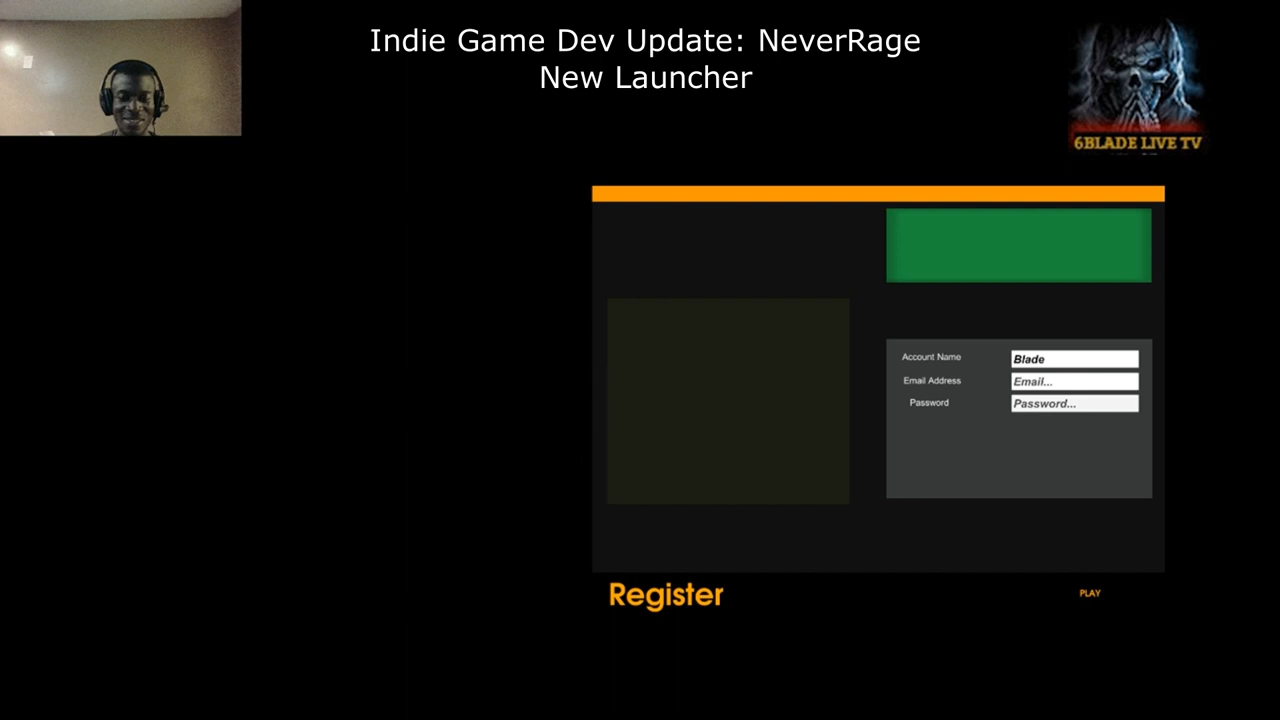 Indie Game Dev Update: NeverRage
New Launcher
6BLADE LIVE TV
Account Name
Blade
Email Address
Email...
Password
Password...
Register
PLAY